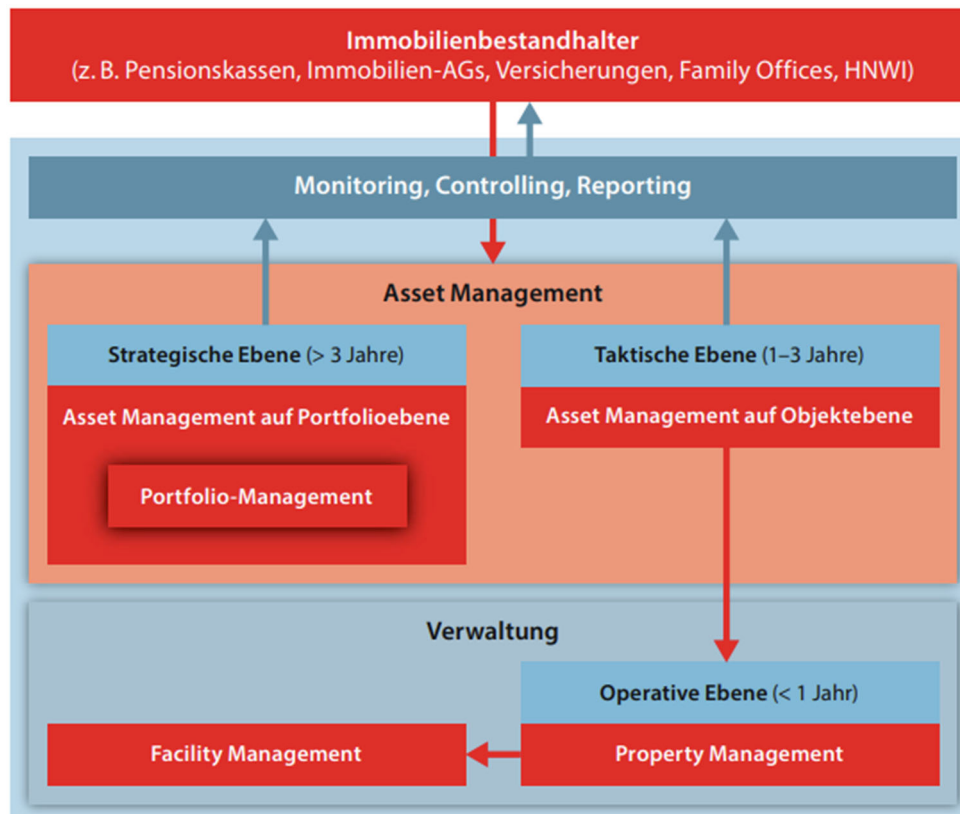 Immobilienbestandhalter
(z. B. Pensionskassen, Immobilien-AGs, Versicherungen, Family Offices, HNWI)
Monitoring, Controlling, Reporting
Asset Management
Strategische Ebene (> 3 Jahre)
Asset Management auf Portfolioebene
Portfolio-Management
Taktische Ebene (1–3 Jahre)
Asset Management auf Objektebene
Verwaltung
Operative Ebene (< 1 Jahr)
Property Management
Facility Management